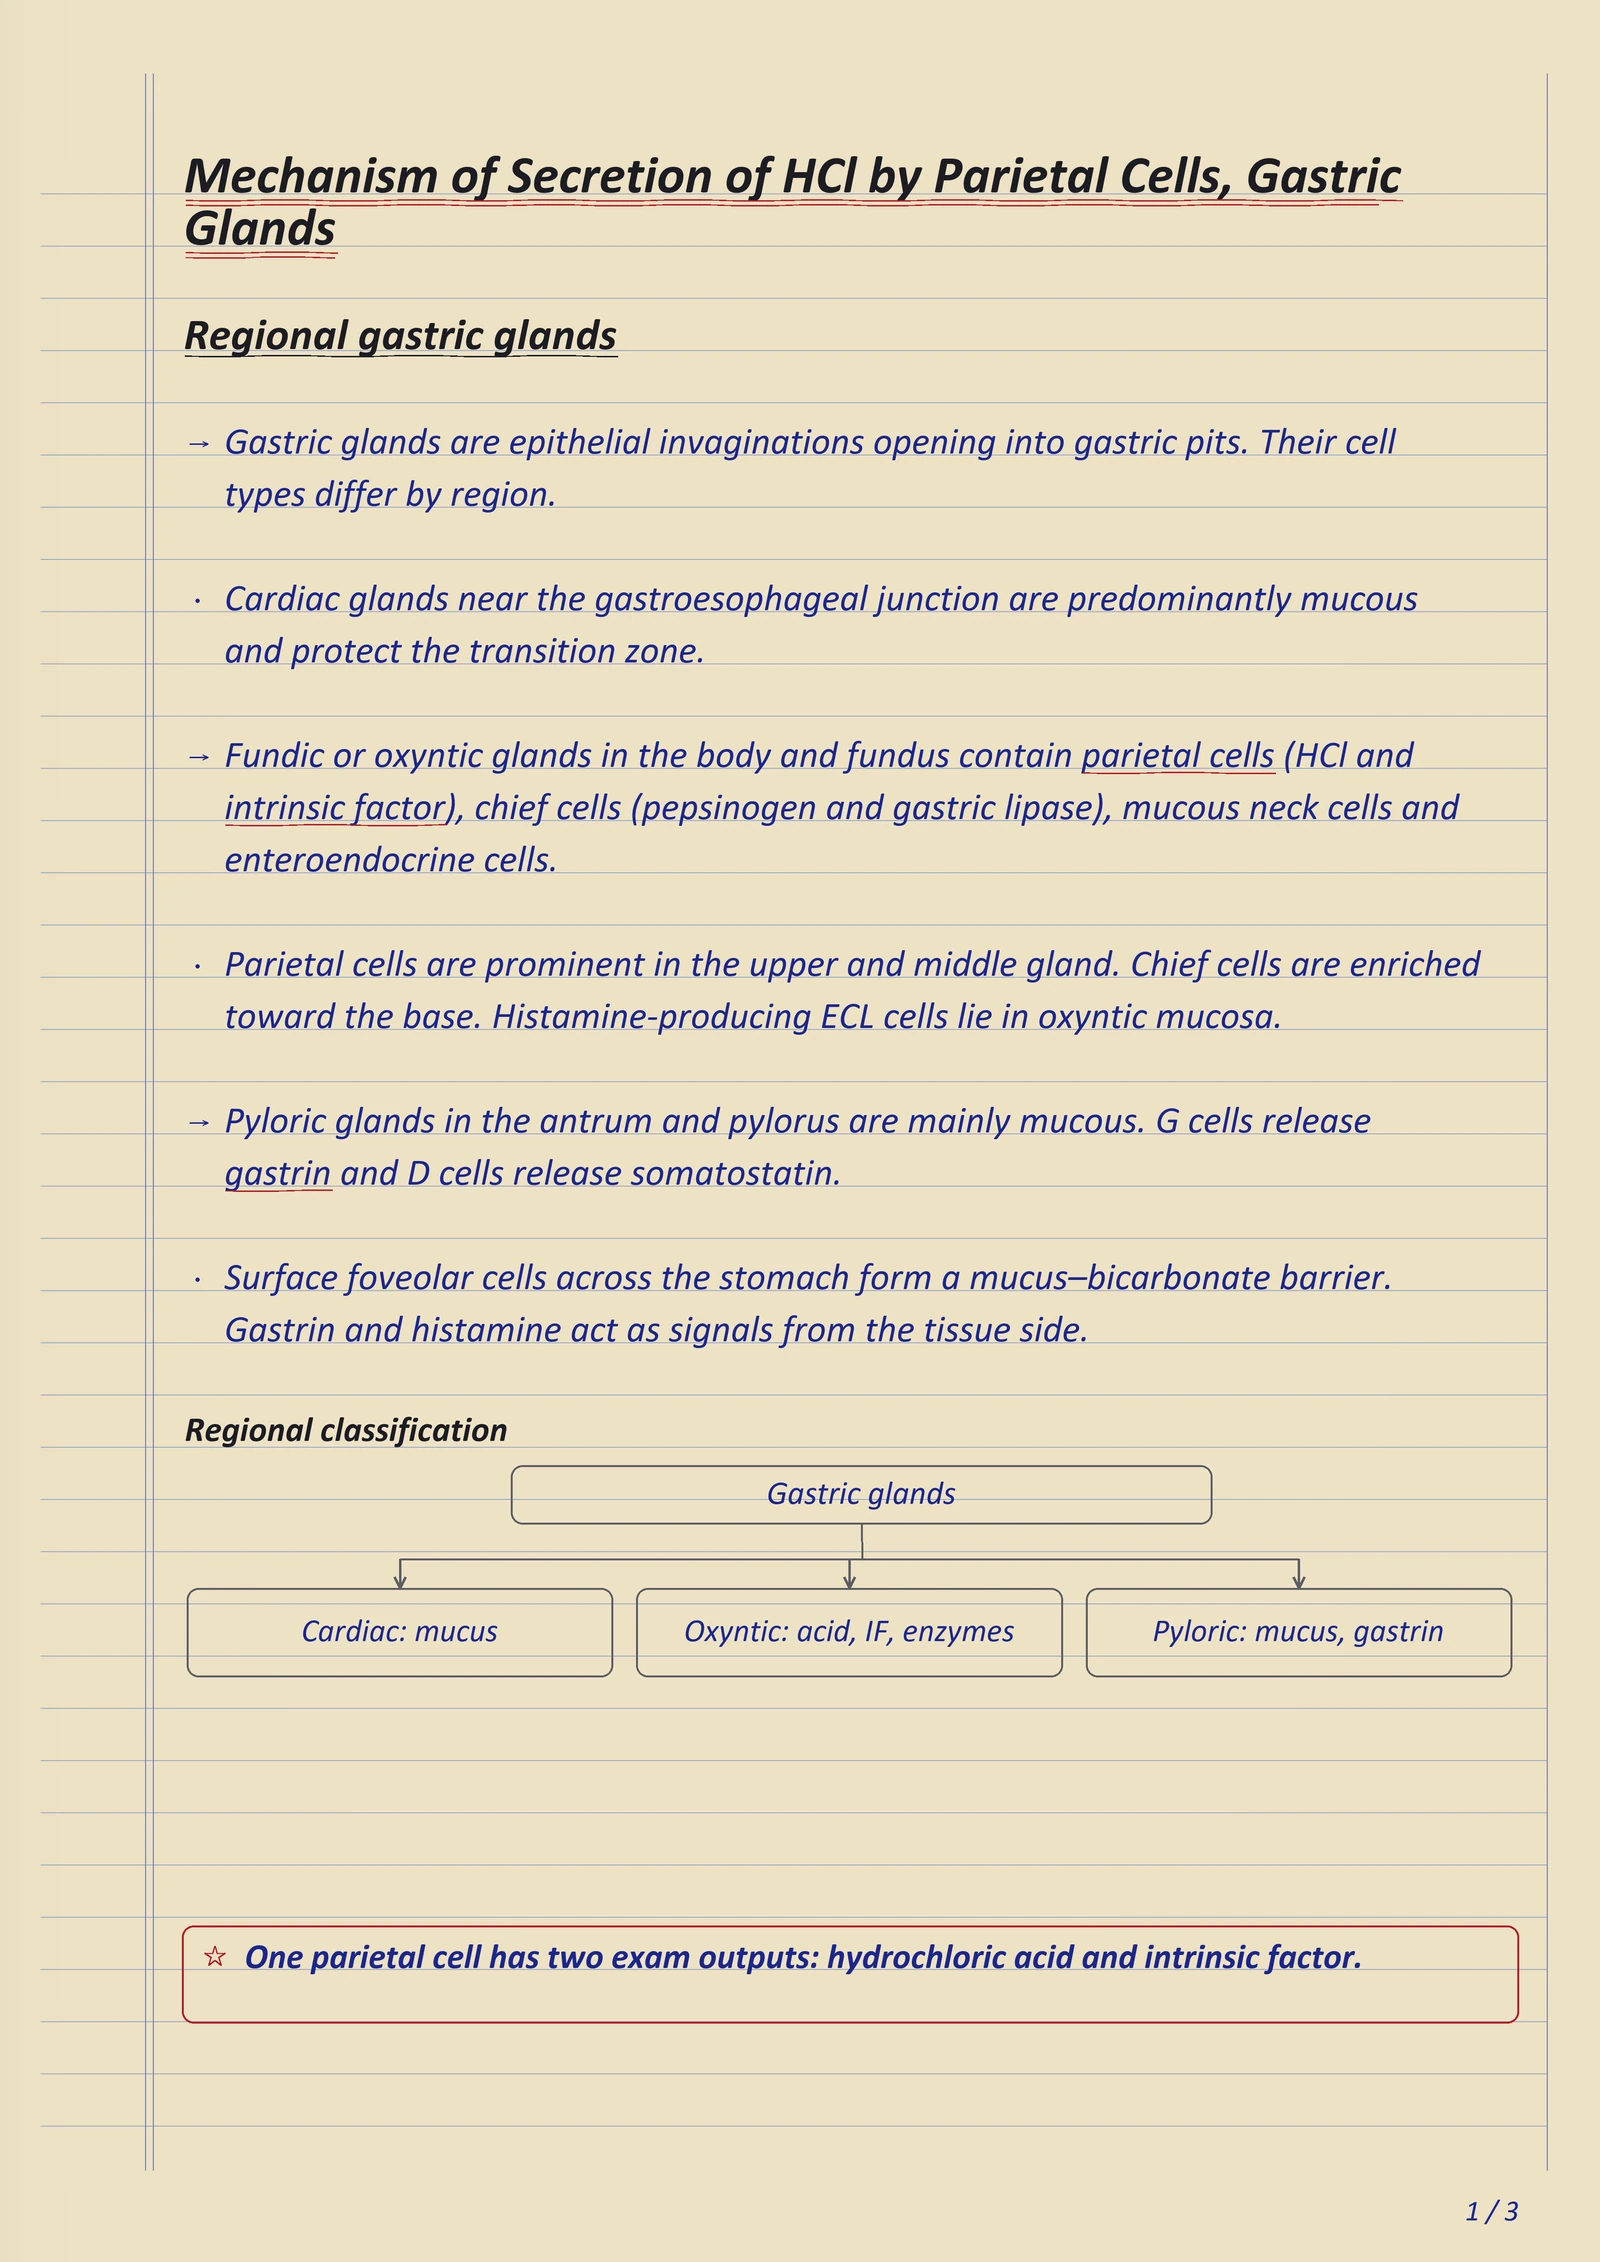 Mechanism of Secretion of HCl by Parietal Cells, Gastric
Glands
Regional gastric glands
→ Gastric glands are epithelial invaginations opening into gastric pits. Their cell
types differ by region.
· Cardiac glands near the gastroesophageal junction are predominantly mucous
and protect the transition zone.
→ Fundic or oxyntic glands in the body and fundus contain parietal cells (HCl and
intrinsic factor), chief cells (pepsinogen and gastric lipase), mucous neck cells and
enteroendocrine cells.
· Parietal cells are prominent in the upper and middle gland. Chief cells are enriched
toward the base. Histamine-producing ECL cells lie in oxyntic mucosa.
→ Pyloric glands in the antrum and pylorus are mainly mucous. G cells release
gastrin and D cells release somatostatin.
· Surface foveolar cells across the stomach form a mucus–bicarbonate barrier.
Gastrin and histamine act as signals from the tissue side.
Regional classification
Gastric glands
Cardiac: mucus
Oxyntic: acid, IF, enzymes
Pyloric: mucus, gastrin
☆ One parietal cell has two exam outputs: hydrochloric acid and intrinsic factor.
1 / 3